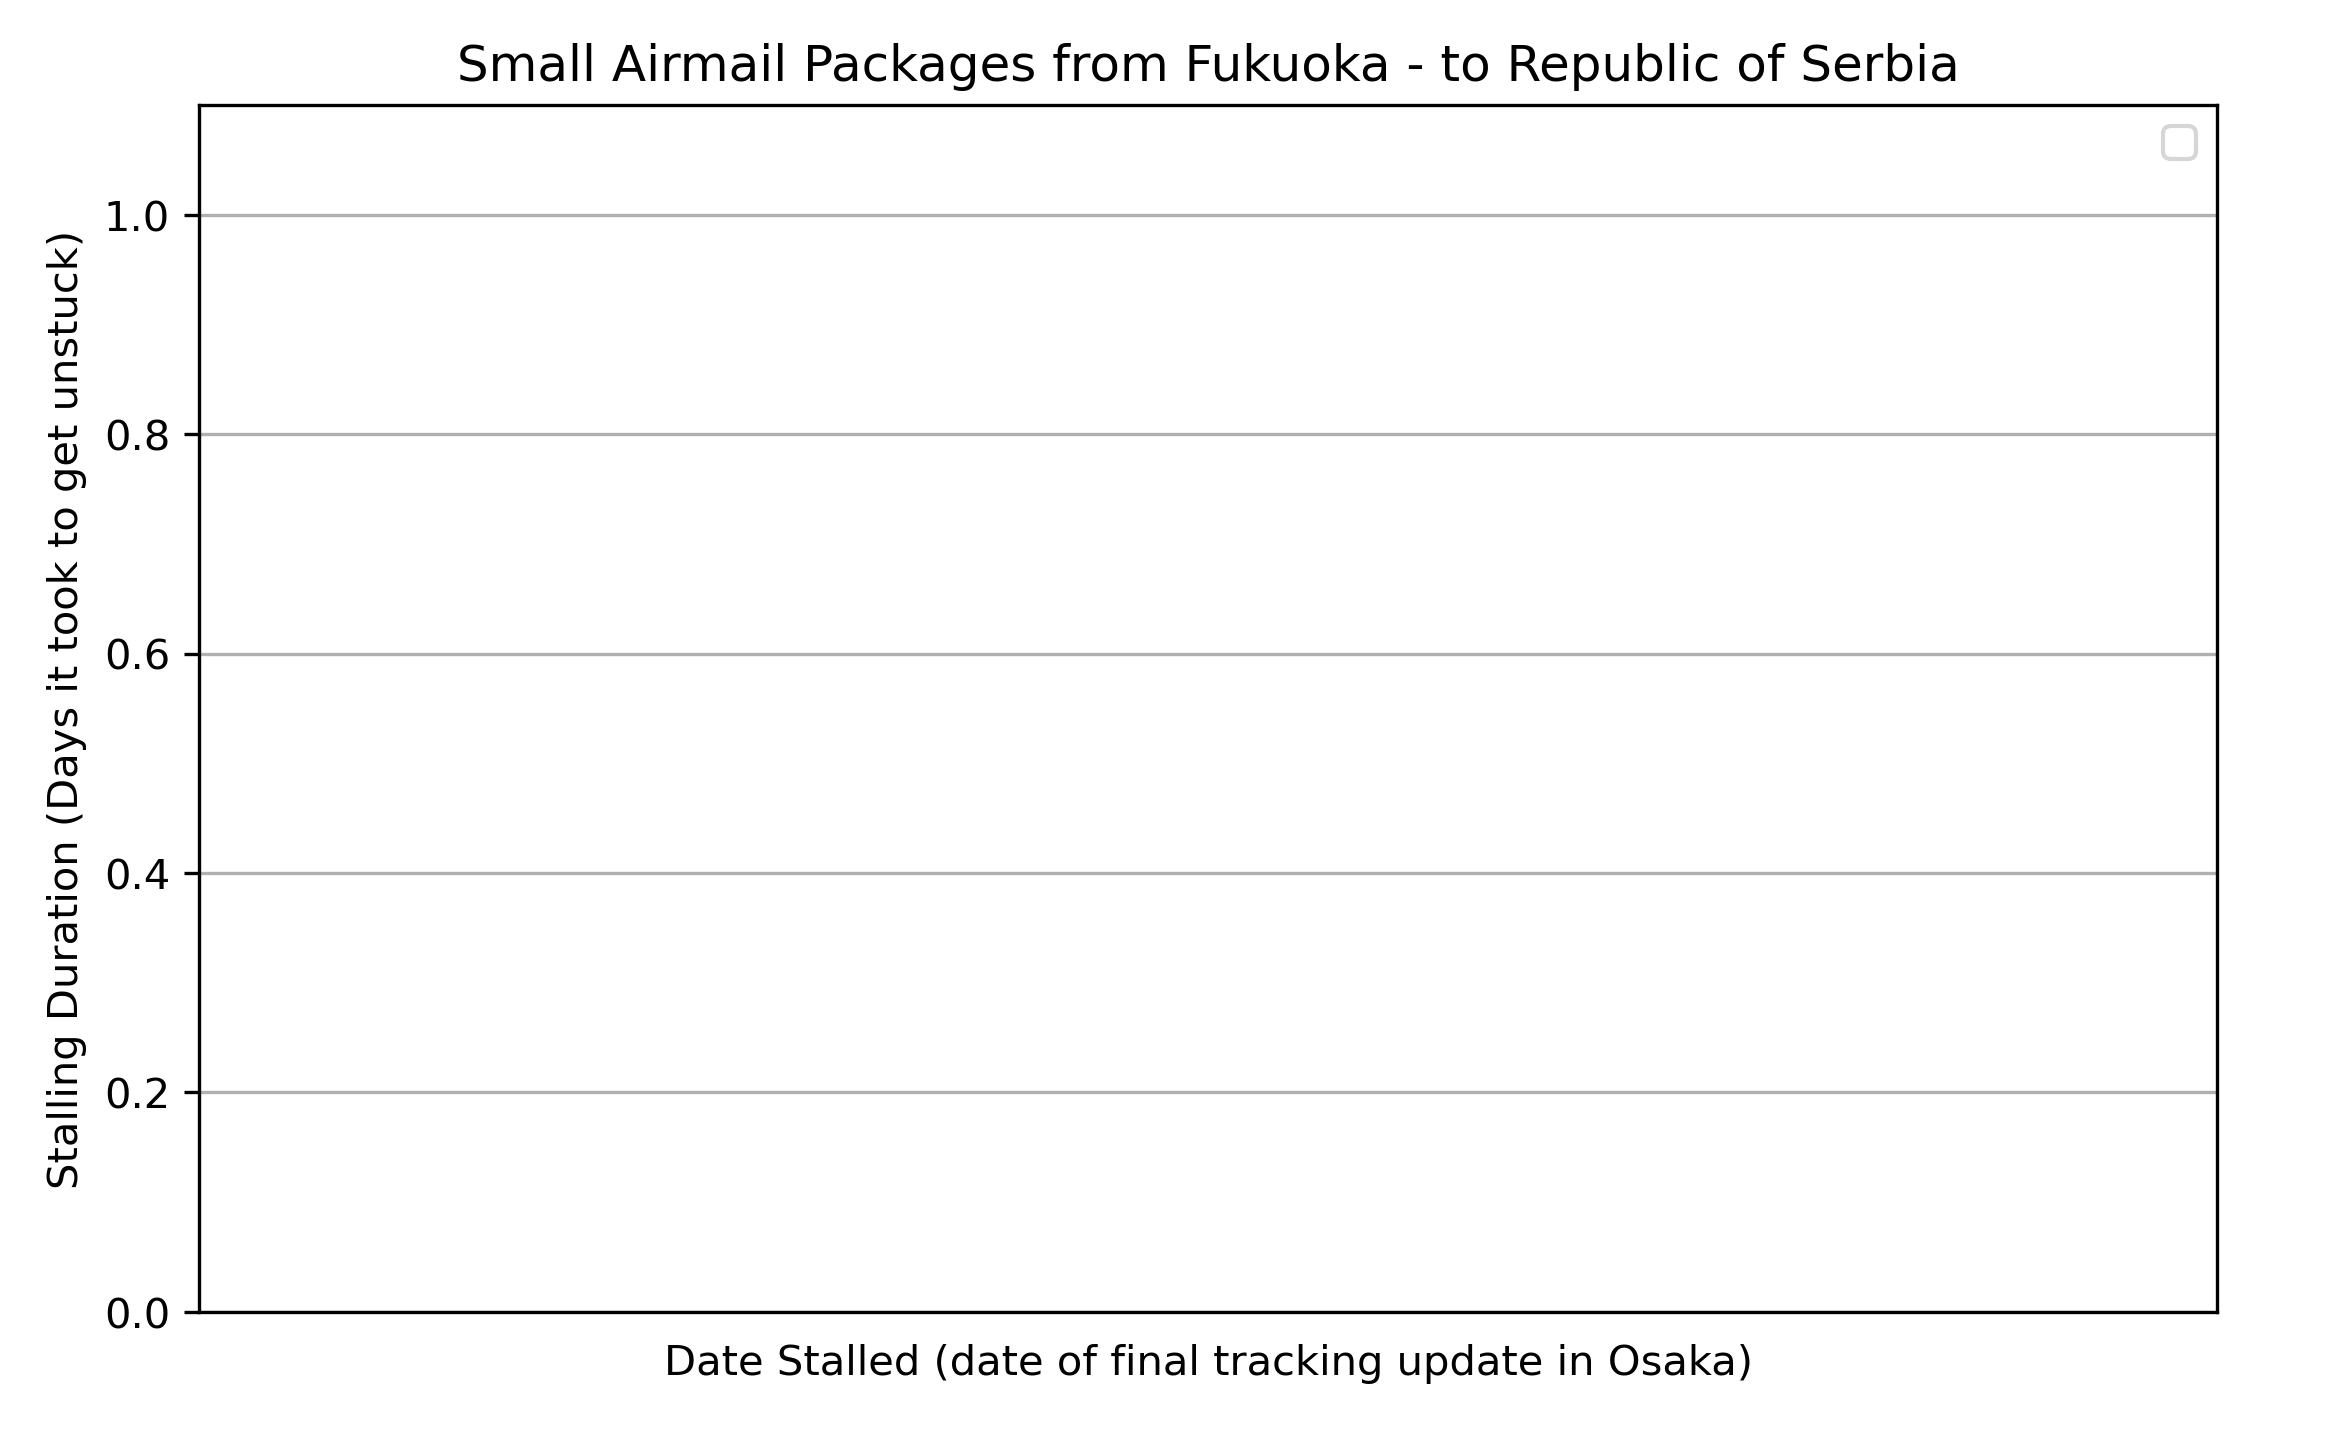 Small Airmail Packages from Fukuoka - to Republic of Serbia
Stalling Duration (Days it took to get unstuck)
1.0
0.8
0.6
0.4
0.2
0.0
Date Stalled (date of final tracking update in Osaka)